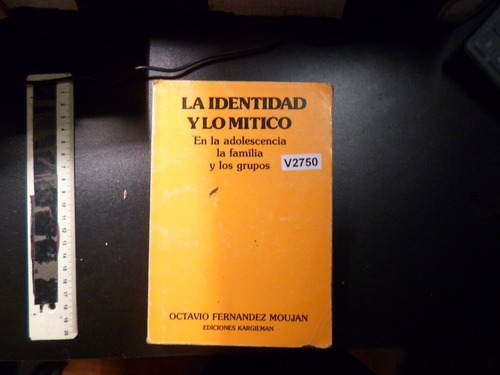 LA IDENTIDAD
Y LO MITICO
En la adolescencia
la familia
y los grupos
V2750
OCTAVIO FERNANDEZ MOUJAN
EDICIONES KARGIEMAN